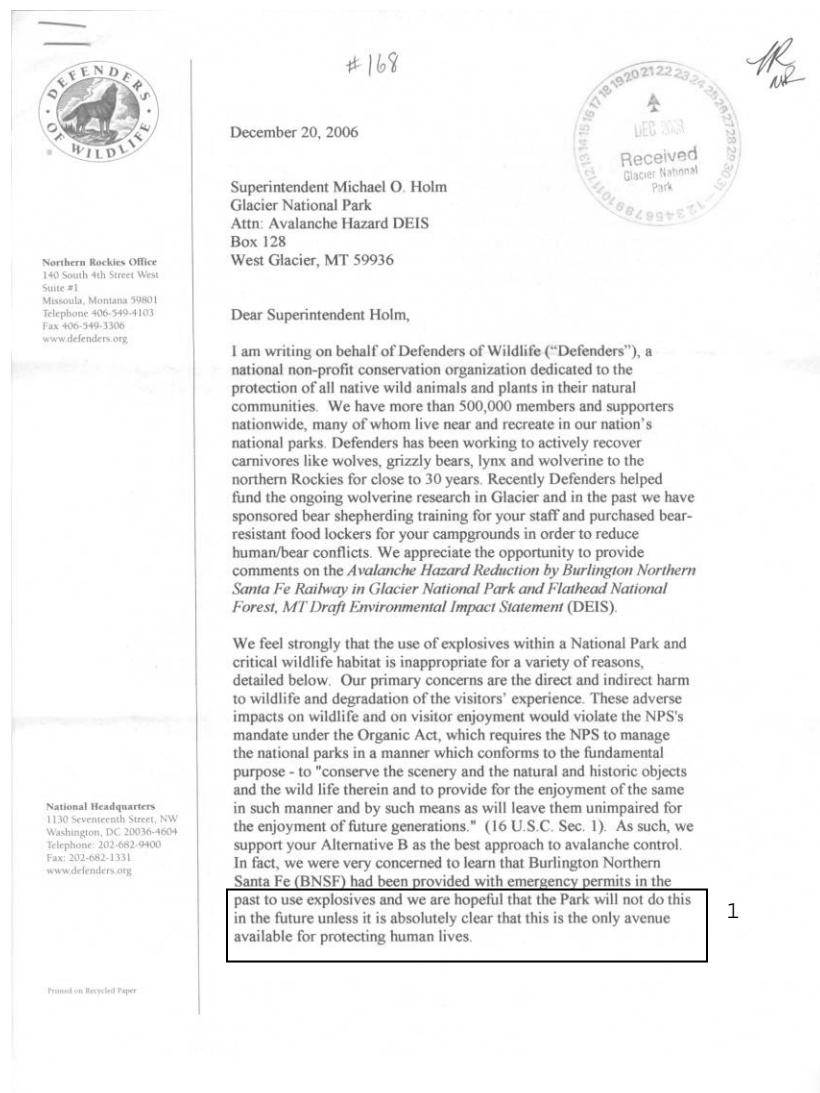 #168
DEFENDERS OF WILDLIFE
®
December 20, 2006
Superintendent Michael O. Holm
Glacier National Park
Attn: Avalanche Hazard DEIS
Box 128
West Glacier, MT 59936
DEC
Received
Glacier National
Park
Northern Rockies Office
140 South 4th Street West
Suite #1
Missoula, Montana 59801
Telephone 406-549-4103
Fax 406-549-3306
www.defenders.org
Dear Superintendent Holm,
I am writing on behalf of Defenders of Wildlife ("Defenders"), a
national non-profit conservation organization dedicated to the
protection of all native wild animals and plants in their natural
communities.  We have more than 500,000 members and supporters
nationwide, many of whom live near and recreate in our nation's
national parks. Defenders has been working to actively recover
carnivores like wolves, grizzly bears, lynx and wolverine to the
northern Rockies for close to 30 years. Recently Defenders helped
fund the ongoing wolverine research in Glacier and in the past we have
sponsored bear shepherding training for your staff and purchased bear-
resistant food lockers for your campgrounds in order to reduce
human/bear conflicts. We appreciate the opportunity to provide
comments on the Avalanche Hazard Reduction by Burlington Northern
Santa Fe Railway in Glacier National Park and Flathead National
Forest, MT Draft Environmental Impact Statement (DEIS).
We feel strongly that the use of explosives within a National Park and
critical wildlife habitat is inappropriate for a variety of reasons,
detailed below.  Our primary concerns are the direct and indirect harm
to wildlife and degradation of the visitors' experience. These adverse
impacts on wildlife and on visitor enjoyment would violate the NPS's
mandate under the Organic Act, which requires the NPS to manage
the national parks in a manner which conforms to the fundamental
purpose - to "conserve the scenery and the natural and historic objects
and the wild life therein and to provide for the enjoyment of the same
in such manner and by such means as will leave them unimpaired for
the enjoyment of future generations."  (16 U.S.C. Sec. 1).  As such, we
support your Alternative B as the best approach to avalanche control.
In fact, we were very concerned to learn that Burlington Northern
Santa Fe (BNSF) had been provided with emergency permits in the
past to use explosives and we are hopeful that the Park will not do this
in the future unless it is absolutely clear that this is the only avenue
available for protecting human lives.
1
National Headquarters
1130 Seventeenth Street, NW
Washington, DC 20036-4604
Telephone: 202-682-9400
Fax: 202-682-1331
www.defenders.org
Printed on Recycled Paper